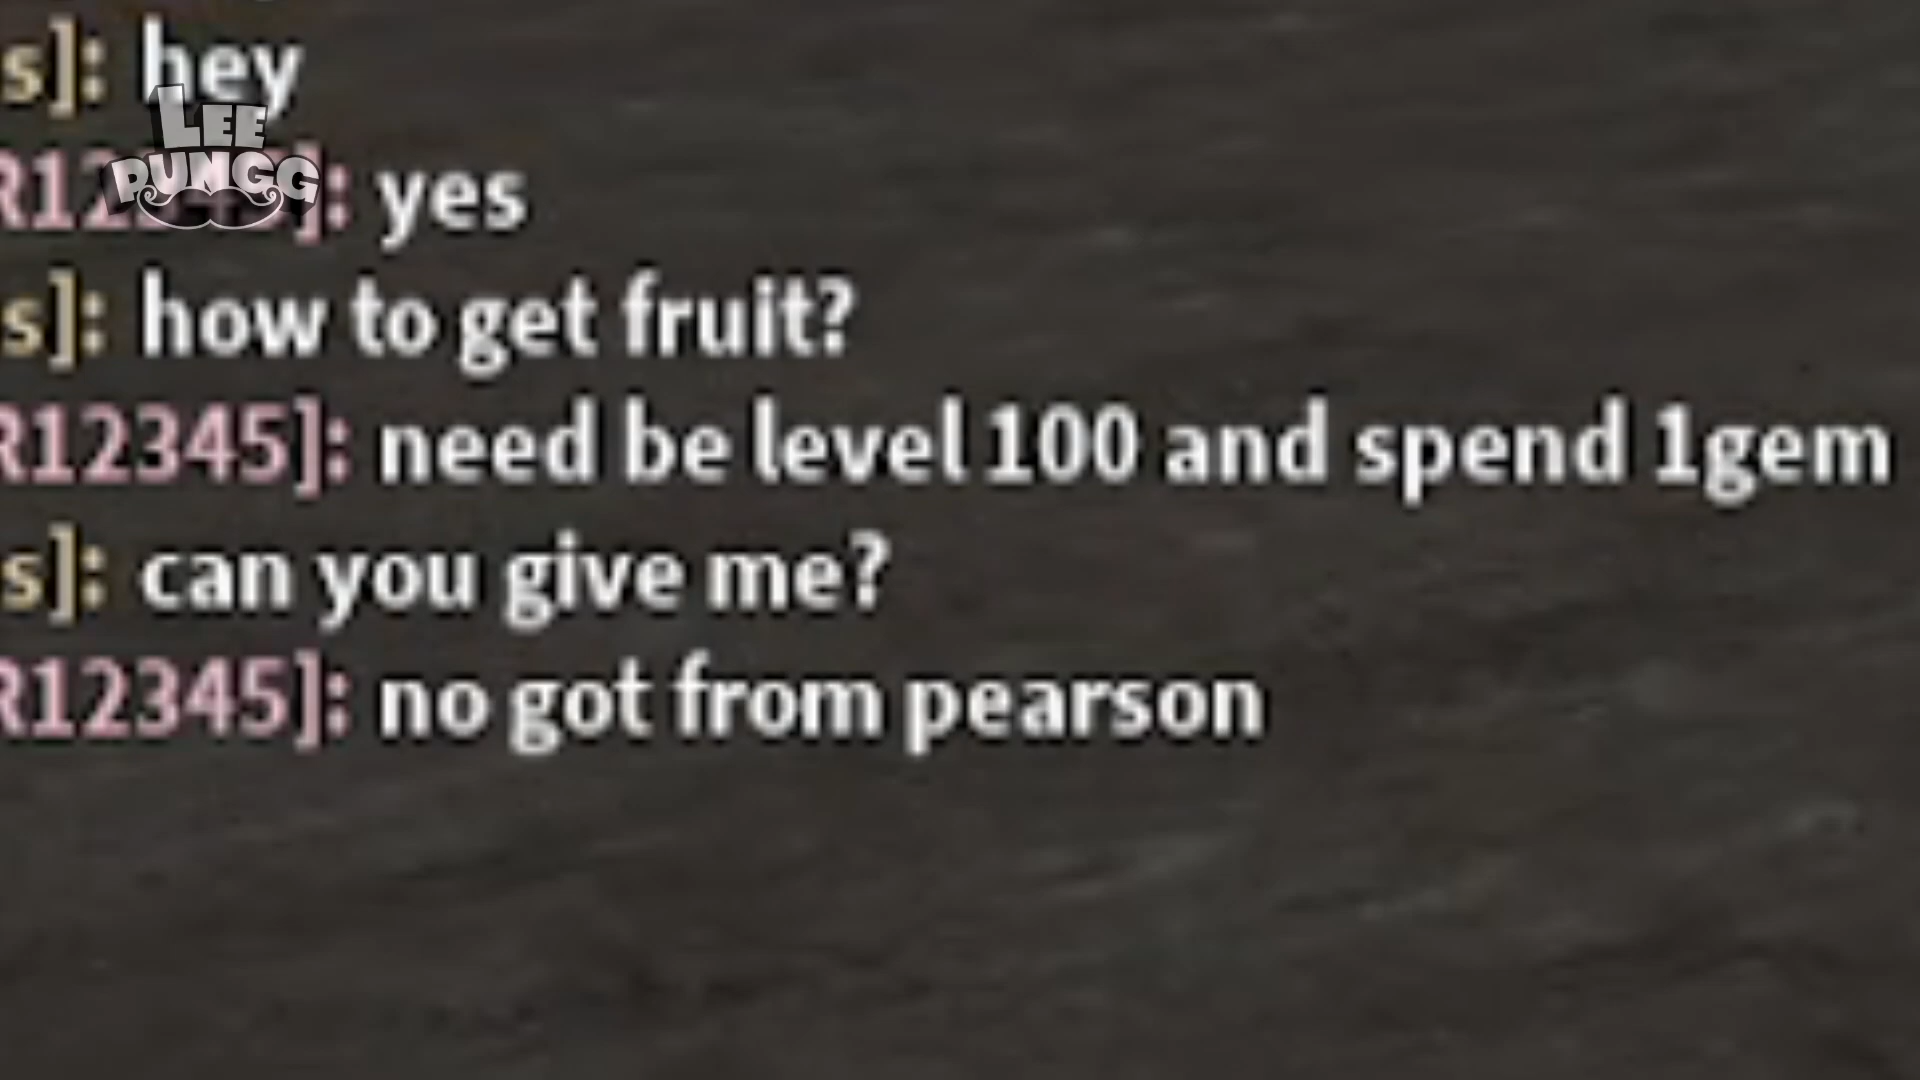 s]: hey
LEE
PUNGG
R12345]: yes
s]: how to get fruit?
R12345]: need be level 100 and spend 1gem
s]: can you give me?
R12345]: no got from pearson